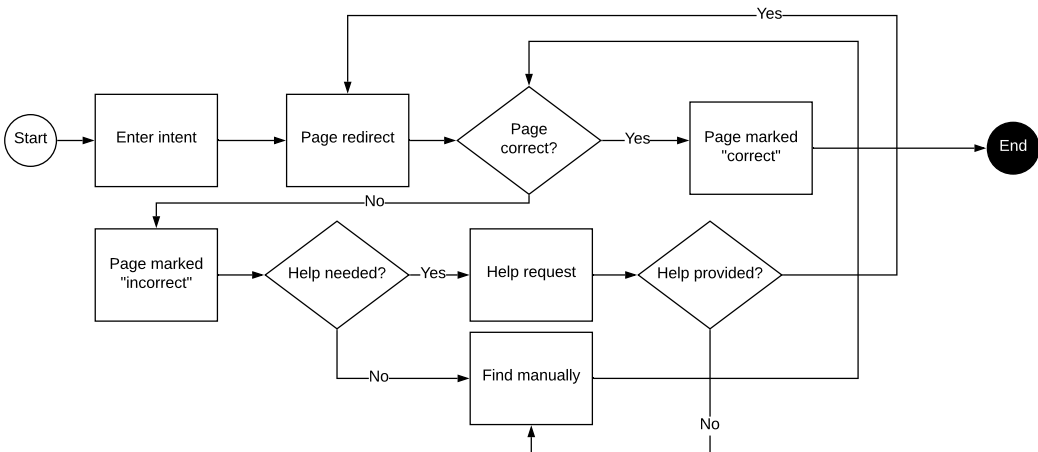 Yes
Start
Enter intent
Page redirect
Page
correct?
Yes
Page marked
"correct"
End
No
Page marked
"incorrect"
Help needed?
Yes
Help request
Help provided?
No
Find manually
No